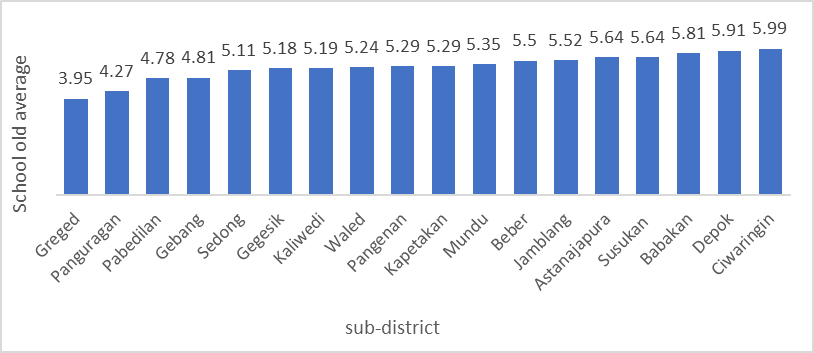 3.95 4.27 4.78 4.81 5.11 5.18 5.19 5.24 5.29 5.29 5.35 5.5 5.52 5.64 5.64 5.81 5.91 5.99
School old average
Greged
Panguragan
Pabedilan
Gebang
Sedong
Gegesik
Kaliwedi
Waled
Pangenan
Kapetakan
Mundu
Beber
Jamblang
Astanajapura
Susukan
Babakan
Depok
Ciwaringin
sub-district